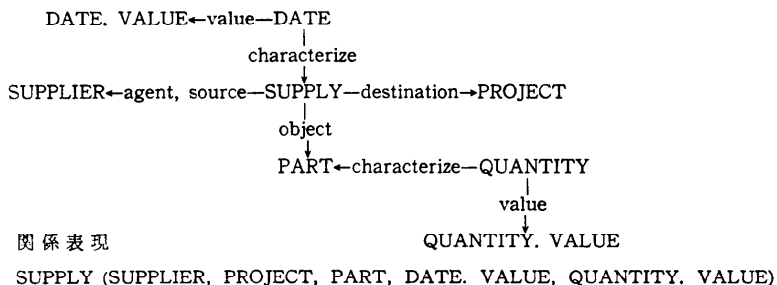 DATE. VALUE←value—DATE
characterize
SUPPLIER←agent, source—SUPPLY—destination→PROJECT
object
PART←characterize—QUANTITY
value
関係表現 QUANTITY. VALUE
SUPPLY (SUPPLIER, PROJECT, PART, DATE. VALUE, QUANTITY. VALUE)